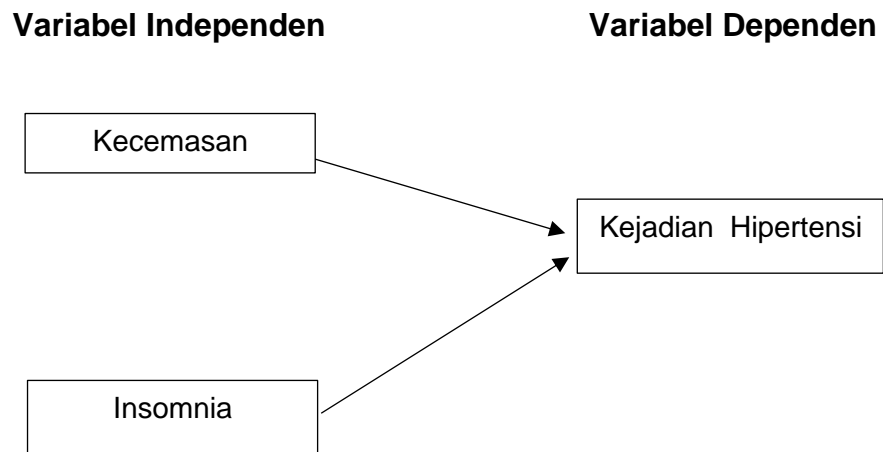 Variabel Independen Variabel Dependen
Kecemasan
Kejadian Hipertensi
Insomnia